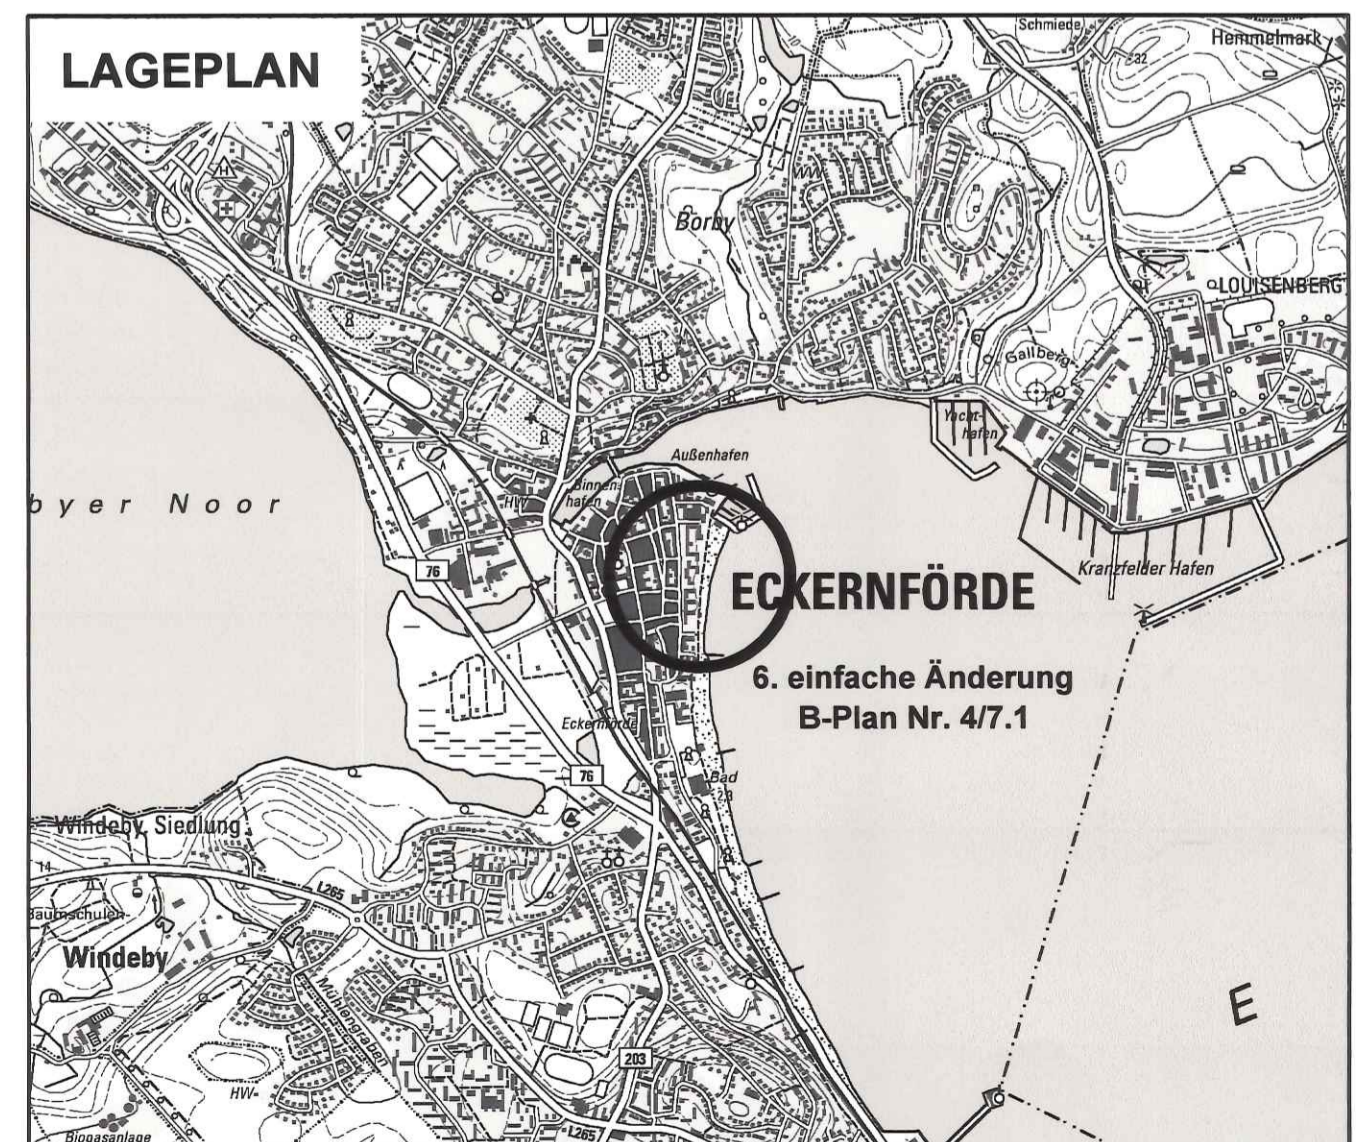 LAGEPLAN
Schmiede
Hemmelmark
32
H
WW
Borby
LOUISENBERG
Gallberg
Yacht-
hafen
Außenhafen
Binnen-
hafen
HW
byer Noor
76
ECKERNFÖRDE
Kranzfelder Hafen
6. einfache Änderung
B-Plan Nr. 4/7.1
Eckernförde
76
Bad
Windeby. Siedlung
14
L265
Baumschulen-
Windeby
Mühlengraben
E
203
HW-
L265
Biogasanlage